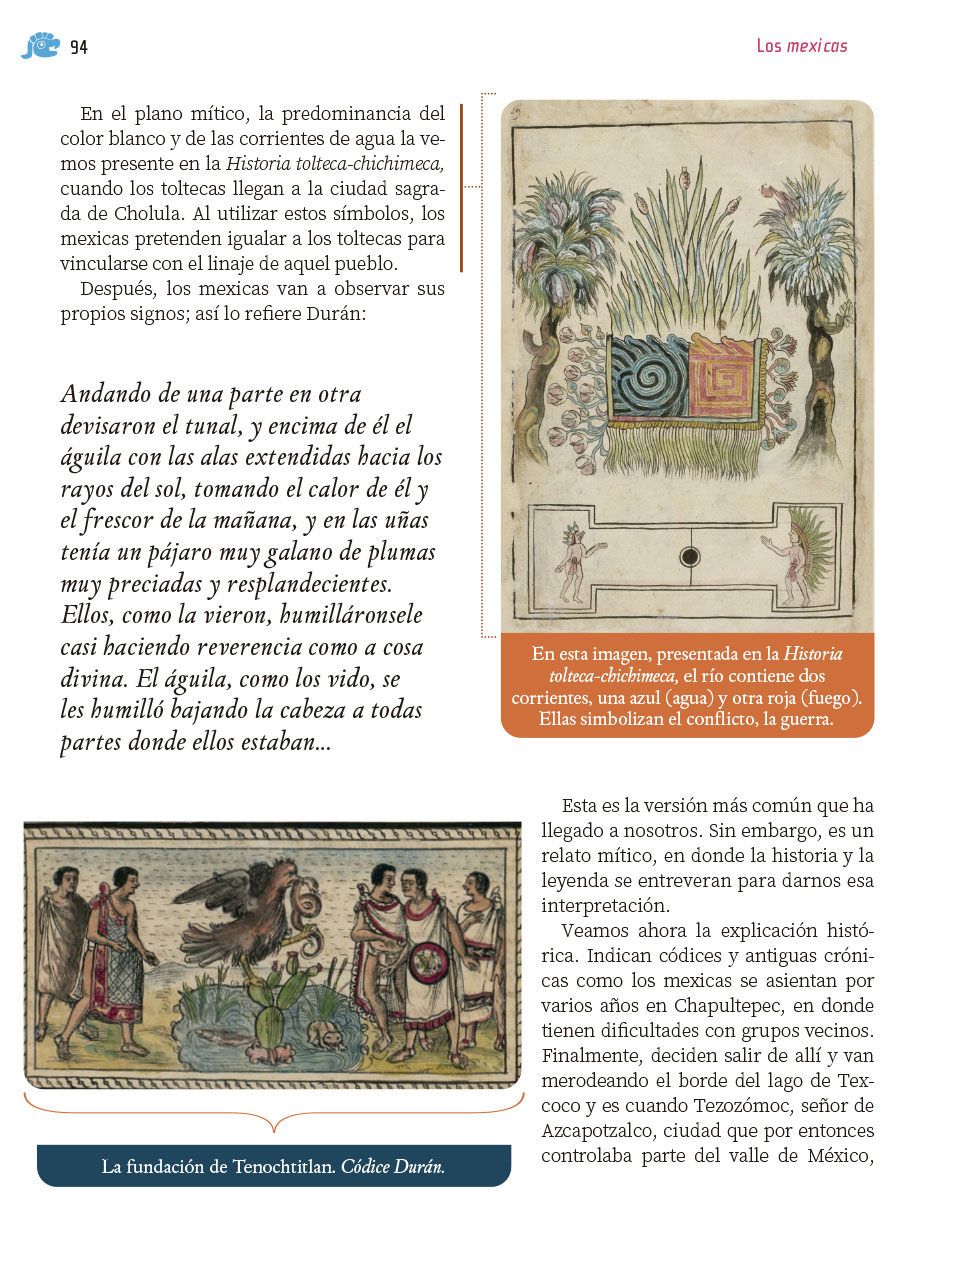 94
Los mexicas
En el plano mítico, la predominancia del
color blanco y de las corrientes de agua la ve-
mos presente en la Historia tolteca-chichimeca,
cuando los toltecas llegan a la ciudad sagra-
da de Cholula. Al utilizar estos símbolos, los
mexicas pretenden igualar a los toltecas para
vincularse con el linaje de aquel pueblo.
Después, los mexicas van a observar sus
propios signos; así lo refiere Durán:
Andando de una parte en otra
devisaron el tunal, y encima de él el
águila con las alas extendidas hacia los
rayos del sol, tomando el calor de él y
el frescor de la mañana, y en las uñas
tenía un pájaro muy galano de plumas
muy preciadas y resplandecientes.
Ellos, como la vieron, humilláronsele
casi haciendo reverencia como a cosa
divina. El águila, como los vido, se
les humilló bajando la cabeza a todas
partes donde ellos estaban...
En esta imagen, presentada en la Historia
tolteca-chichimeca, el río contiene dos
corrientes, una azul (agua) y otra roja (fuego).
Ellas simbolizan el conflicto, la guerra.
La fundación de Tenochtitlan. Códice Durán.
Esta es la versión más común que ha
llegado a nosotros. Sin embargo, es un
relato mítico, en donde la historia y la
leyenda se entreveran para darnos esa
interpretación.
Veamos ahora la explicación histó-
rica. Indican códices y antiguas cróni-
cas como los mexicas se asientan por
varios años en Chapultepec, en donde
tienen dificultades con grupos vecinos.
Finalmente, deciden salir de allí y van
merodeando el borde del lago de Tex-
coco y es cuando Tezozómoc, señor de
Azcapotzalco, ciudad que por entonces
controlaba parte del valle de México,